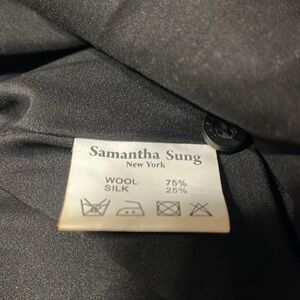 Samantha Sung
New York
WOOL 75%
SILK 25%